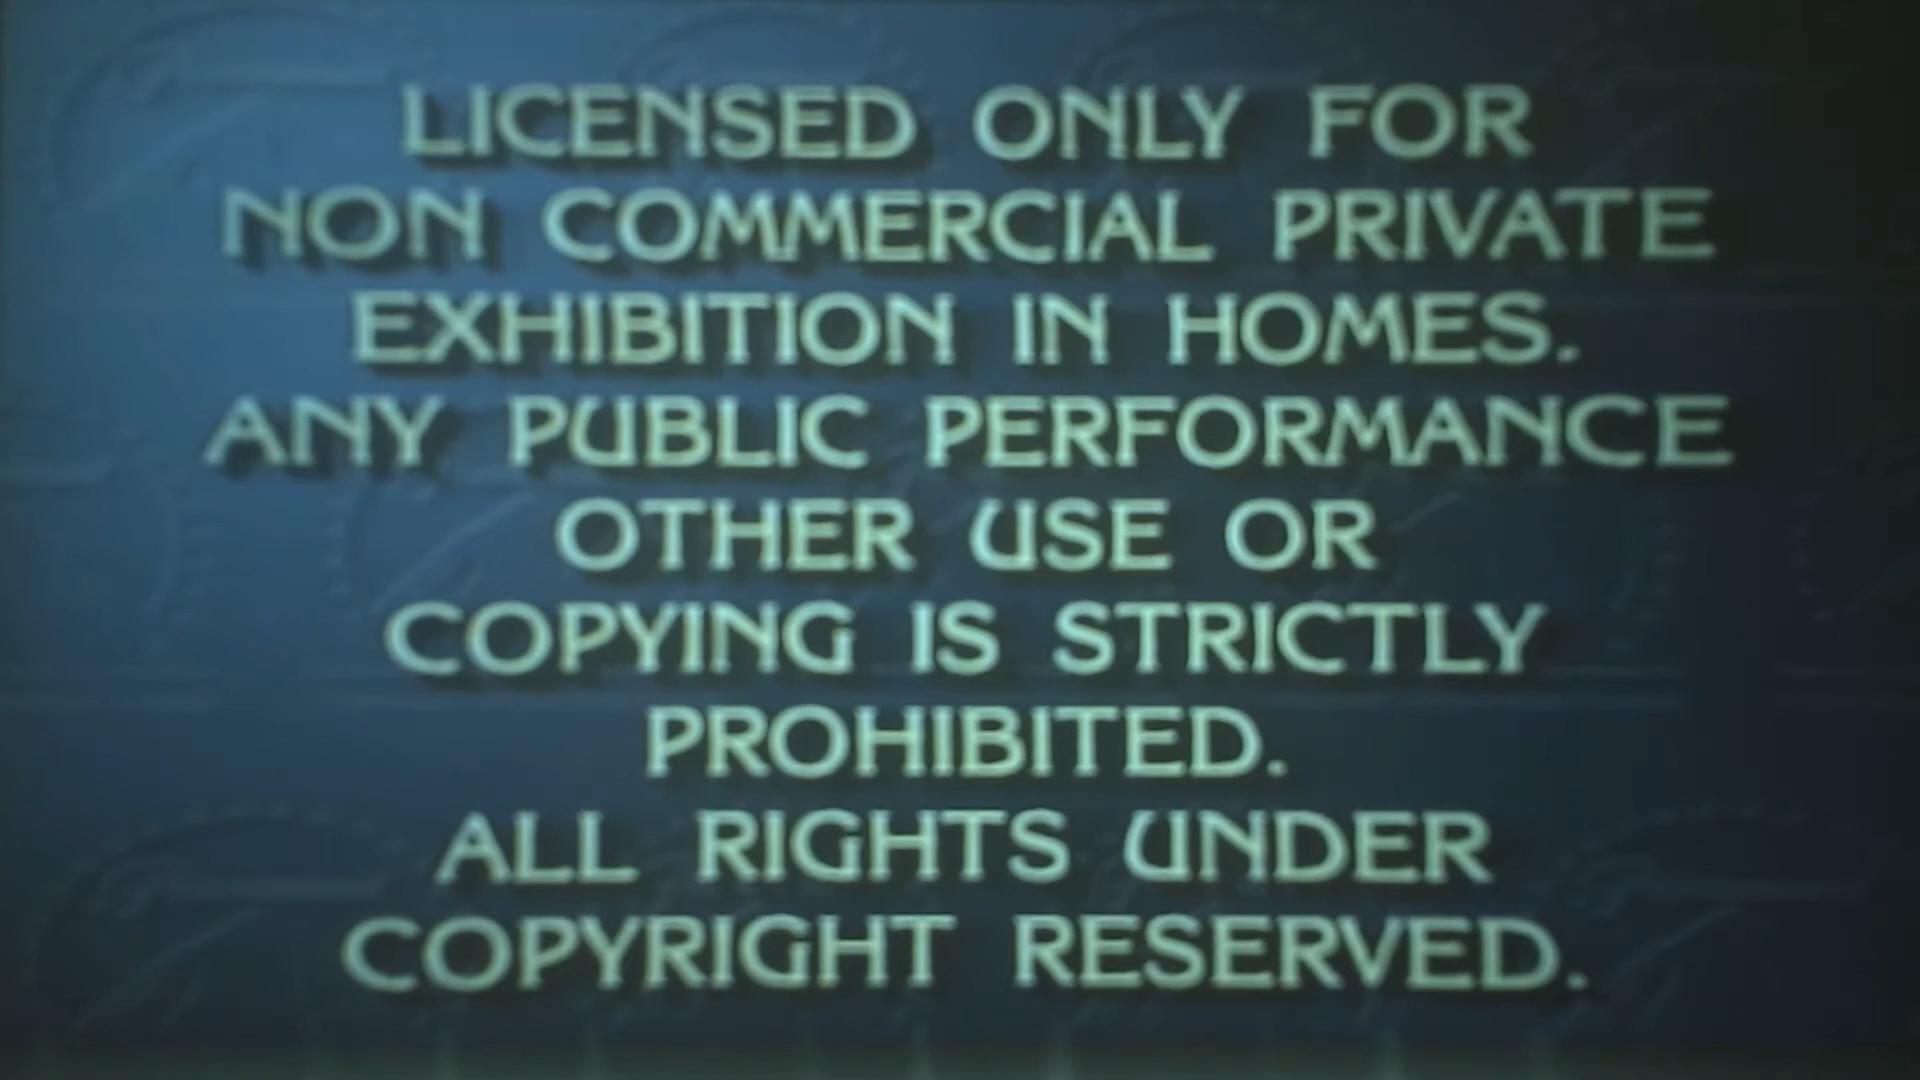 LICENSED ONLY FOR
NON COMMERCIAL PRIVATE
EXHIBITION IN HOMES.
ANY PUBLIC PERFORMANCE
OTHER USE OR
COPYING IS STRICTLY
PROHIBITED.
ALL RIGHTS UNDER
COPYRIGHT RESERVED.